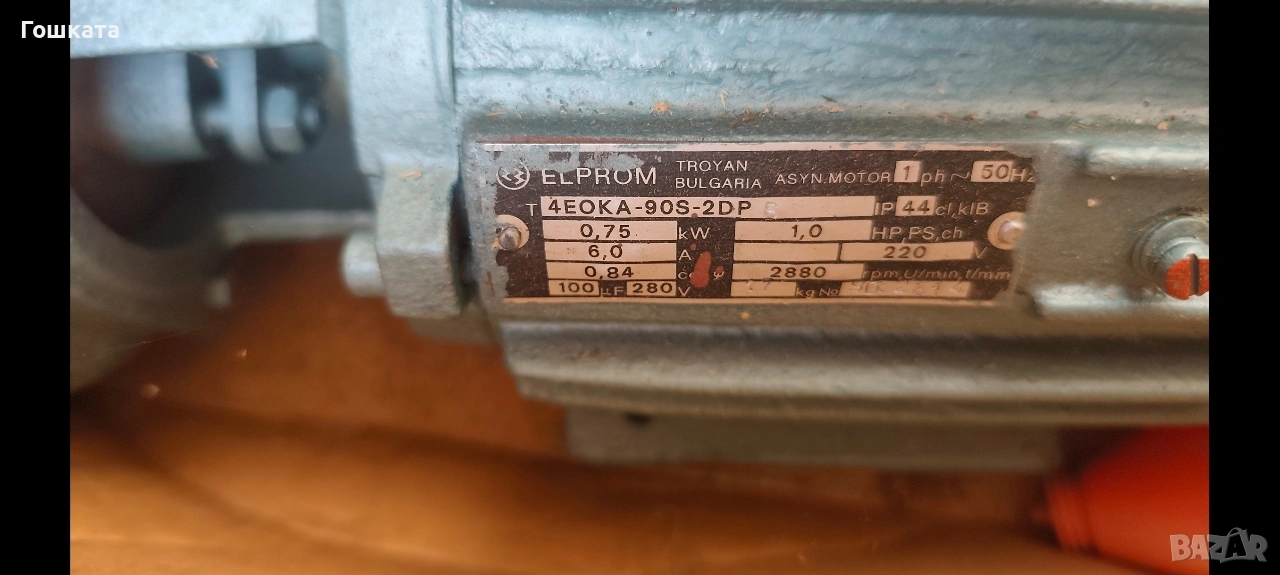 Гошката
ELPROM TROYAN BULGARIA ASYN.MOTOR 1 ph ~ 50 Hz
T 4EOKA-90S-2DP IP 44 cl,kl B
0,75 kW 1,0 HP,PS,ch
6,0 A 220 V
0,84 2880 rpm,U/min,t/min
100 µF 280 V kg No
BAZAR